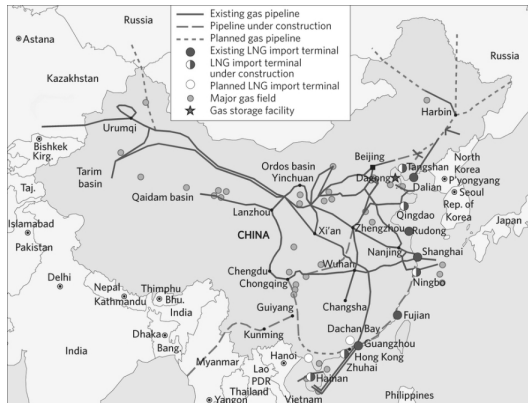 Existing gas pipeline
Pipeline under construction
Planned gas pipeline
Existing LNG import terminal
LNG import terminal
under construction
Planned LNG import terminal
Major gas field
Gas storage facility
Russia
Russia
Astana
Kazakhstan
Harbin
Urumqi
Bishkek
Kirg.
Tarim
basin
Taj.
Ordos basin
Yinchuan
Beijing
Dagong
Tangshan
Dalian
North
Korea
P'yongyang
Seoul
Rep. of
Korea
Japan
Qaidam basin
Lanzhou
Islamabad
Pakistan
CHINA
Xi'an
Zhengzhou
Qingdao
Rudong
Nanjing
Shanghai
Ningbo
Wuhan
Chengdu
Chongqing
Delhi
Nepal
Kathmandu
Thimphu
Bhu.
India
Guiyang
Changsha
Dachan Bay
Fujian
Guangzhou
Hong Kong
Zhuhai
Kunming
Dhaka
Bang.
India
Myanmar
Hanoi
Lao
PDR
Hainan
Thailand
Yangon
Vietnam
Philippines